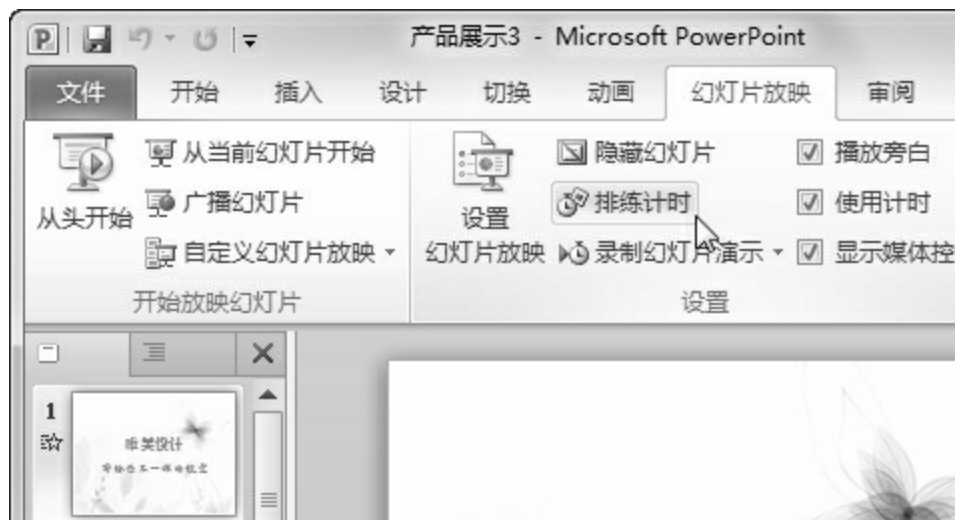 产品展示3 - Microsoft PowerPoint
文件 开始 插入 设计 切换 动画 幻灯片放映 审阅
从头开始
从当前幻灯片开始
广播幻灯片
自定义幻灯片放映
开始放映幻灯片
设置
幻灯片放映
隐藏幻灯片
排练计时
录制幻灯片演示
播放旁白
使用计时
显示媒体控
设置
1
唯美设计